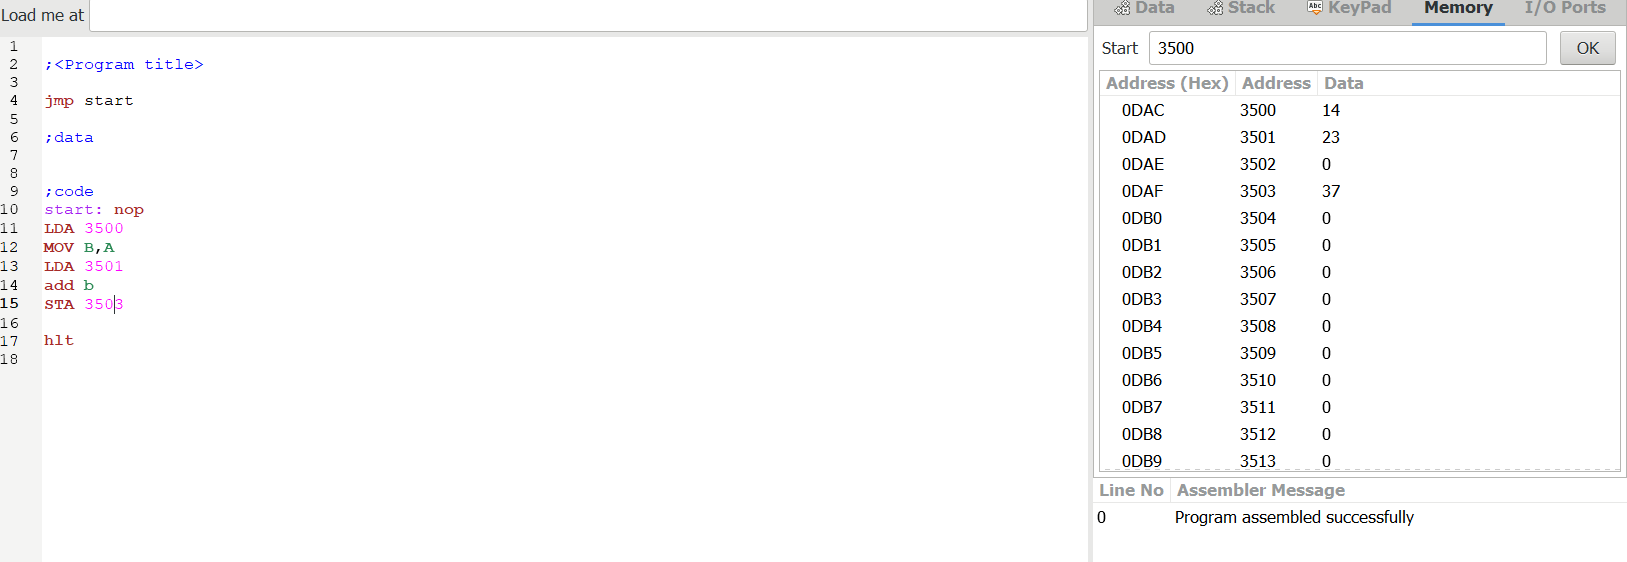 Load me at
1
2 ;<Program title>
3
4 jmp start
5
6 ;data
7
8
9 ;code
10 start: nop
11 LDA 3500
12 MOV B,A
13 LDA 3501
14 add b
15 STA 3503
16
17 hlt
18
Data Stack KeyPad Memory I/O Ports
Start 3500 OK
Address (Hex) Address Data
0DAC 3500 14
0DAD 3501 23
0DAE 3502 0
0DAF 3503 37
0DB0 3504 0
0DB1 3505 0
0DB2 3506 0
0DB3 3507 0
0DB4 3508 0
0DB5 3509 0
0DB6 3510 0
0DB7 3511 0
0DB8 3512 0
0DB9 3513 0
Line No Assembler Message
0 Program assembled successfully